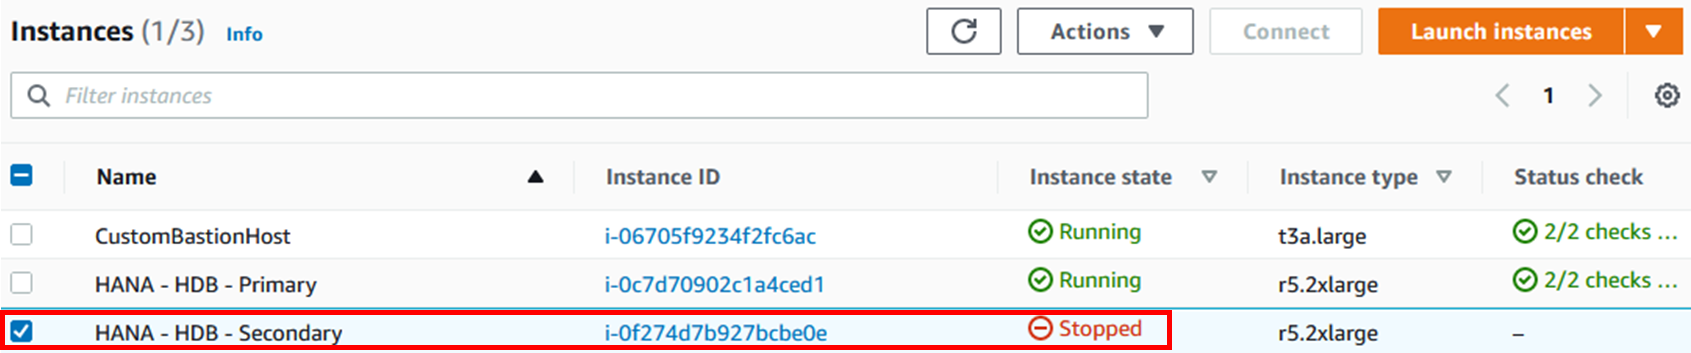 Instances (1/3) Info Actions Connect Launch instances
Filter instances 1
Name Instance ID Instance state Instance type Status check
CustomBastionHost i-06705f9234f2fc6ac Running t3a.large 2/2 checks ...
HANA - HDB - Primary i-0c7d70902c1a4ced1 Running r5.2xlarge 2/2 checks ...
HANA - HDB - Secondary i-0f274d7b927bcbe0e Stopped r5.2xlarge –